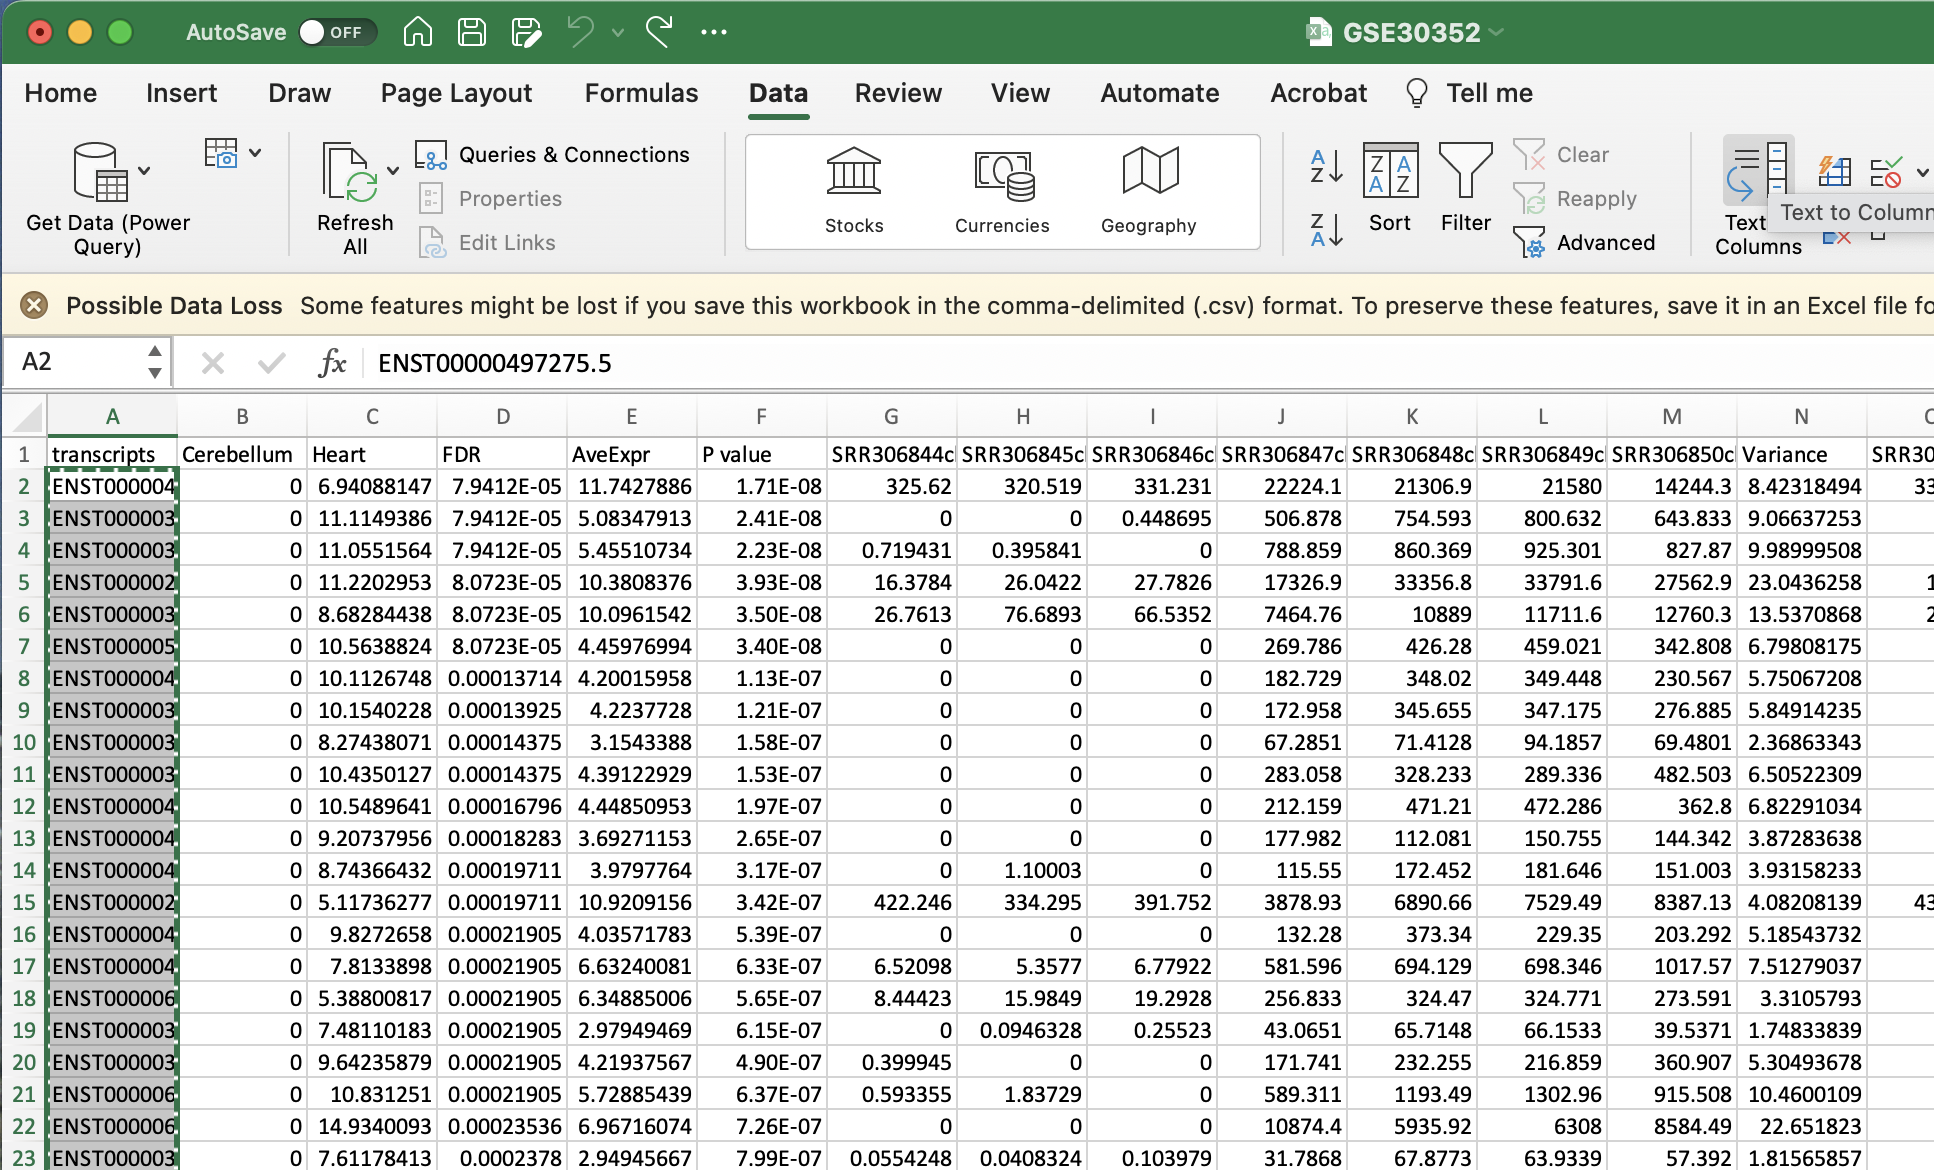 AutoSave OFF GSE30352
Home Insert Draw Page Layout Formulas Data Review View Automate Acrobat Tell me
Get Data (Power Query)
Refresh All
Queries & Connections
Properties
Edit Links
Stocks Currencies Geography
Sort Filter
Clear
Reapply
Advanced
Text
Columns
Text to Column
Possible Data Loss Some features might be lost if you save this workbook in the comma-delimited (.csv) format. To preserve these features, save it in an Excel file fo
A2 fx ENST00000497275.5
A B C D E F G H I J K L M N
1 transcripts Cerebellum Heart FDR AveExpr P value SRR306844c SRR306845c SRR306846c SRR306847c SRR306848c SRR306849c SRR306850c Variance SRR30
2 ENST000004 0 6.94088147 7.9412E-05 11.7427886 1.71E-08 325.62 320.519 331.231 22224.1 21306.9 21580 14244.3 8.42318494 33
3 ENST000003 0 11.1149386 7.9412E-05 5.08347913 2.41E-08 0 0 0.448695 506.878 754.593 800.632 643.833 9.06637253
4 ENST000003 0 11.0551564 7.9412E-05 5.45510734 2.23E-08 0.719431 0.395841 0 788.859 860.369 925.301 827.87 9.98999508
5 ENST000002 0 11.2202953 8.0723E-05 10.3808376 3.93E-08 16.3784 26.0422 27.7826 17326.9 33356.8 33791.6 27562.9 23.0436258 1
6 ENST000003 0 8.68284438 8.0723E-05 10.0961542 3.50E-08 26.7613 76.6893 66.5352 7464.76 10889 11711.6 12760.3 13.5370868 2
7 ENST000005 0 10.5638824 8.0723E-05 4.45976994 3.40E-08 0 0 0 269.786 426.28 459.021 342.808 6.79808175
8 ENST000004 0 10.1126748 0.00013714 4.20015958 1.13E-07 0 0 0 182.729 348.02 349.448 230.567 5.75067208
9 ENST000003 0 10.1540228 0.00013925 4.2237728 1.21E-07 0 0 0 172.958 345.655 347.175 276.885 5.84914235
10 ENST000003 0 8.27438071 0.00014375 3.1543388 1.58E-07 0 0 0 67.2851 71.4128 94.1857 69.4801 2.36863343
11 ENST000003 0 10.4350127 0.00014375 4.39122929 1.53E-07 0 0 0 283.058 328.233 289.336 482.503 6.50522309
12 ENST000004 0 10.5489641 0.00016796 4.44850953 1.97E-07 0 0 0 212.159 471.21 472.286 362.8 6.82291034
13 ENST000004 0 9.20737956 0.00018283 3.69271153 2.65E-07 0 0 0 177.982 112.081 150.755 144.342 3.87283638
14 ENST000004 0 8.74366432 0.00019711 3.9797764 3.17E-07 0 1.10003 0 115.55 172.452 181.646 151.003 3.93158233
15 ENST000002 0 5.11736277 0.00019711 10.9209156 3.42E-07 422.246 334.295 391.752 3878.93 6890.66 7529.49 8387.13 4.08208139 43
16 ENST000004 0 9.8272658 0.00021905 4.03571783 5.39E-07 0 0 0 132.28 373.34 229.35 203.292 5.18543732
17 ENST000004 0 7.8133898 0.00021905 6.63240081 6.33E-07 6.52098 5.3577 6.77922 581.596 694.129 698.346 1017.57 7.51279037
18 ENST000006 0 5.38800817 0.00021905 6.34885006 5.65E-07 8.44423 15.9849 19.2928 256.833 324.47 324.771 273.591 3.3105793
19 ENST000003 0 7.48110183 0.00021905 2.97949469 6.15E-07 0 0.0946328 0.25523 43.0651 65.7148 66.1533 39.5371 1.74833839
20 ENST000003 0 9.64235879 0.00021905 4.21937567 4.90E-07 0.399945 0 0 171.741 232.255 216.859 360.907 5.30493678
21 ENST000006 0 10.831251 0.00021905 5.72885439 6.37E-07 0.593355 1.83729 0 589.311 1193.49 1302.96 915.508 10.4600109
22 ENST000006 0 14.9340093 0.00023536 6.96716074 7.26E-07 0 0 0 10874.4 5935.92 6308 8584.49 22.651823
23 ENST000003 0 7.61178413 0.0002378 2.94945667 7.99E-07 0.0554248 0.0408324 0.103979 31.7868 67.8773 63.9339 57.392 1.81565857